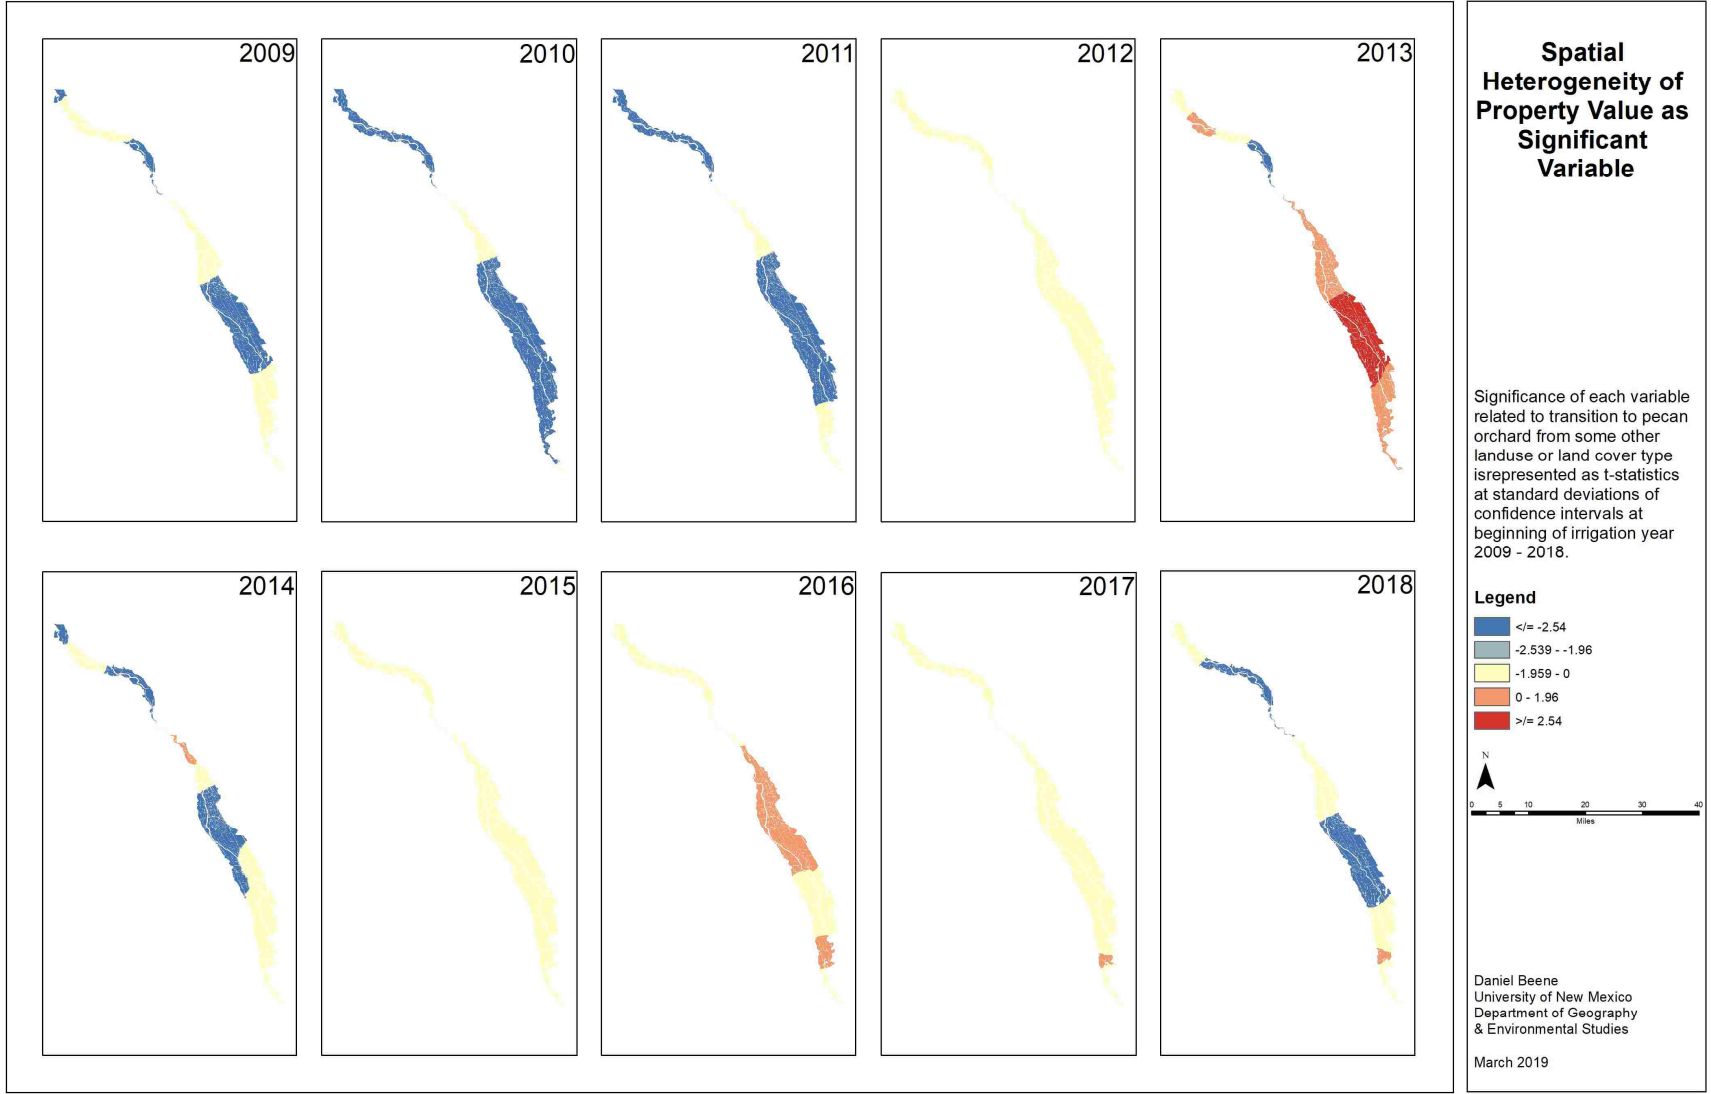 2009
2010
2011
2012
2013
2014
2015
2016
2017
2018
Spatial
Heterogeneity of
Property Value as
Significant
Variable
Significance of each variable
related to transition to pecan
orchard from some other
landuse or land cover type
isrepresented as t-statistics
at standard deviations of
confidence intervals at
beginning of irrigation year
2009 - 2018.
Legend
</= -2.54
-2.539 - -1.96
-1.959 - 0
0 - 1.96
>/= 2.54
N
0 5 10 20 30 40
Miles
Daniel Beene
University of New Mexico
Department of Geography
& Environmental Studies
March 2019